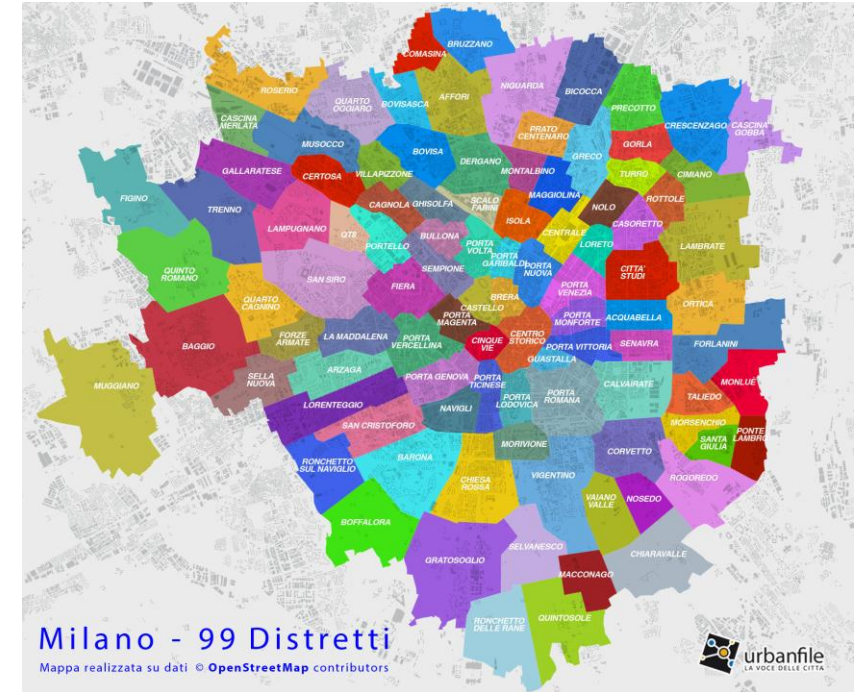 BRUZZANO
COMASINA
ROSERIO
QUARTO
OGGIARO
BOVISASCA
AFFORI
NIGUARDA
BICOCCA
PRECOTTO
CRESCENZAGO
CASCINA
GOBBA
CASCINA
MERLATA
MUSOCCO
BOVISA
DERGANO
PRATO
CENTENARO
GRECO
GORLA
TURRO
CIMIANO
FIGINO
GALLARATESE
CERTOSA
VILLAPIZZONE
MONTALBINO
MAGGIOLINA
TRENNO
LAMPUGNANO
QT8
CAGNOLA
GHISOLFA
SCALO
FARINI
ISOLA
NOLO
ROTTOLE
CASORETTO
PORTELLO
BULLONA
PORTA
VOLTA
CENTRALE
LORETO
LAMBRATE
QUINTO
ROMANO
SAN SIRO
SEMPIONE
PORTA
GARIBALDI
PORTA
NUOVA
CITTA'
STUDI
QUARTO
CAGNINO
FIERA
BRERA
CASTELLO
PORTA
VENEZIA
ORTICA
BAGGIO
FORZE
ARMATE
LA MADDALENA
PORTA
VERCELLINA
PORTA
MAGENTA
CINQUE
VIE
CENTRO
STORICO
PORTA
MONFORTE
ACQUABELLA
PORTA VITTORIA
SENAVRA
FORLANINI
GUASTALLA
MUGGIANO
SELLA
NUOVA
ARZAGA
PORTA GENOVA
PORTA
TICINESE
PORTA
LODOVICA
PORTA
ROMANA
CALVAIRATE
MONLUÈ
TALIEDO
LORENTEGGIO
NAVIGLI
SAN CRISTOFORO
MORSENCHIO
SANTA
GIULIA
PONTE
LAMBRO
RONCHETTO
SUL NAVIGLIO
BARONA
MORIVIONE
CORVETTO
CHIESA
ROSSA
VIGENTINO
ROGOREDO
VAIANO
VALLE
NOSEDO
BOFFALORA
GRATOSOGLIO
SELVANESCO
CHIARAVALLE
MACCONAGO
RONCHETTO
DELLE RANE
QUINTOSOLE
Milano - 99 Distretti
Mappa realizzata su dati © OpenStreetMap contributors
urbanfile
LA VOCE DELLE CITTÀ